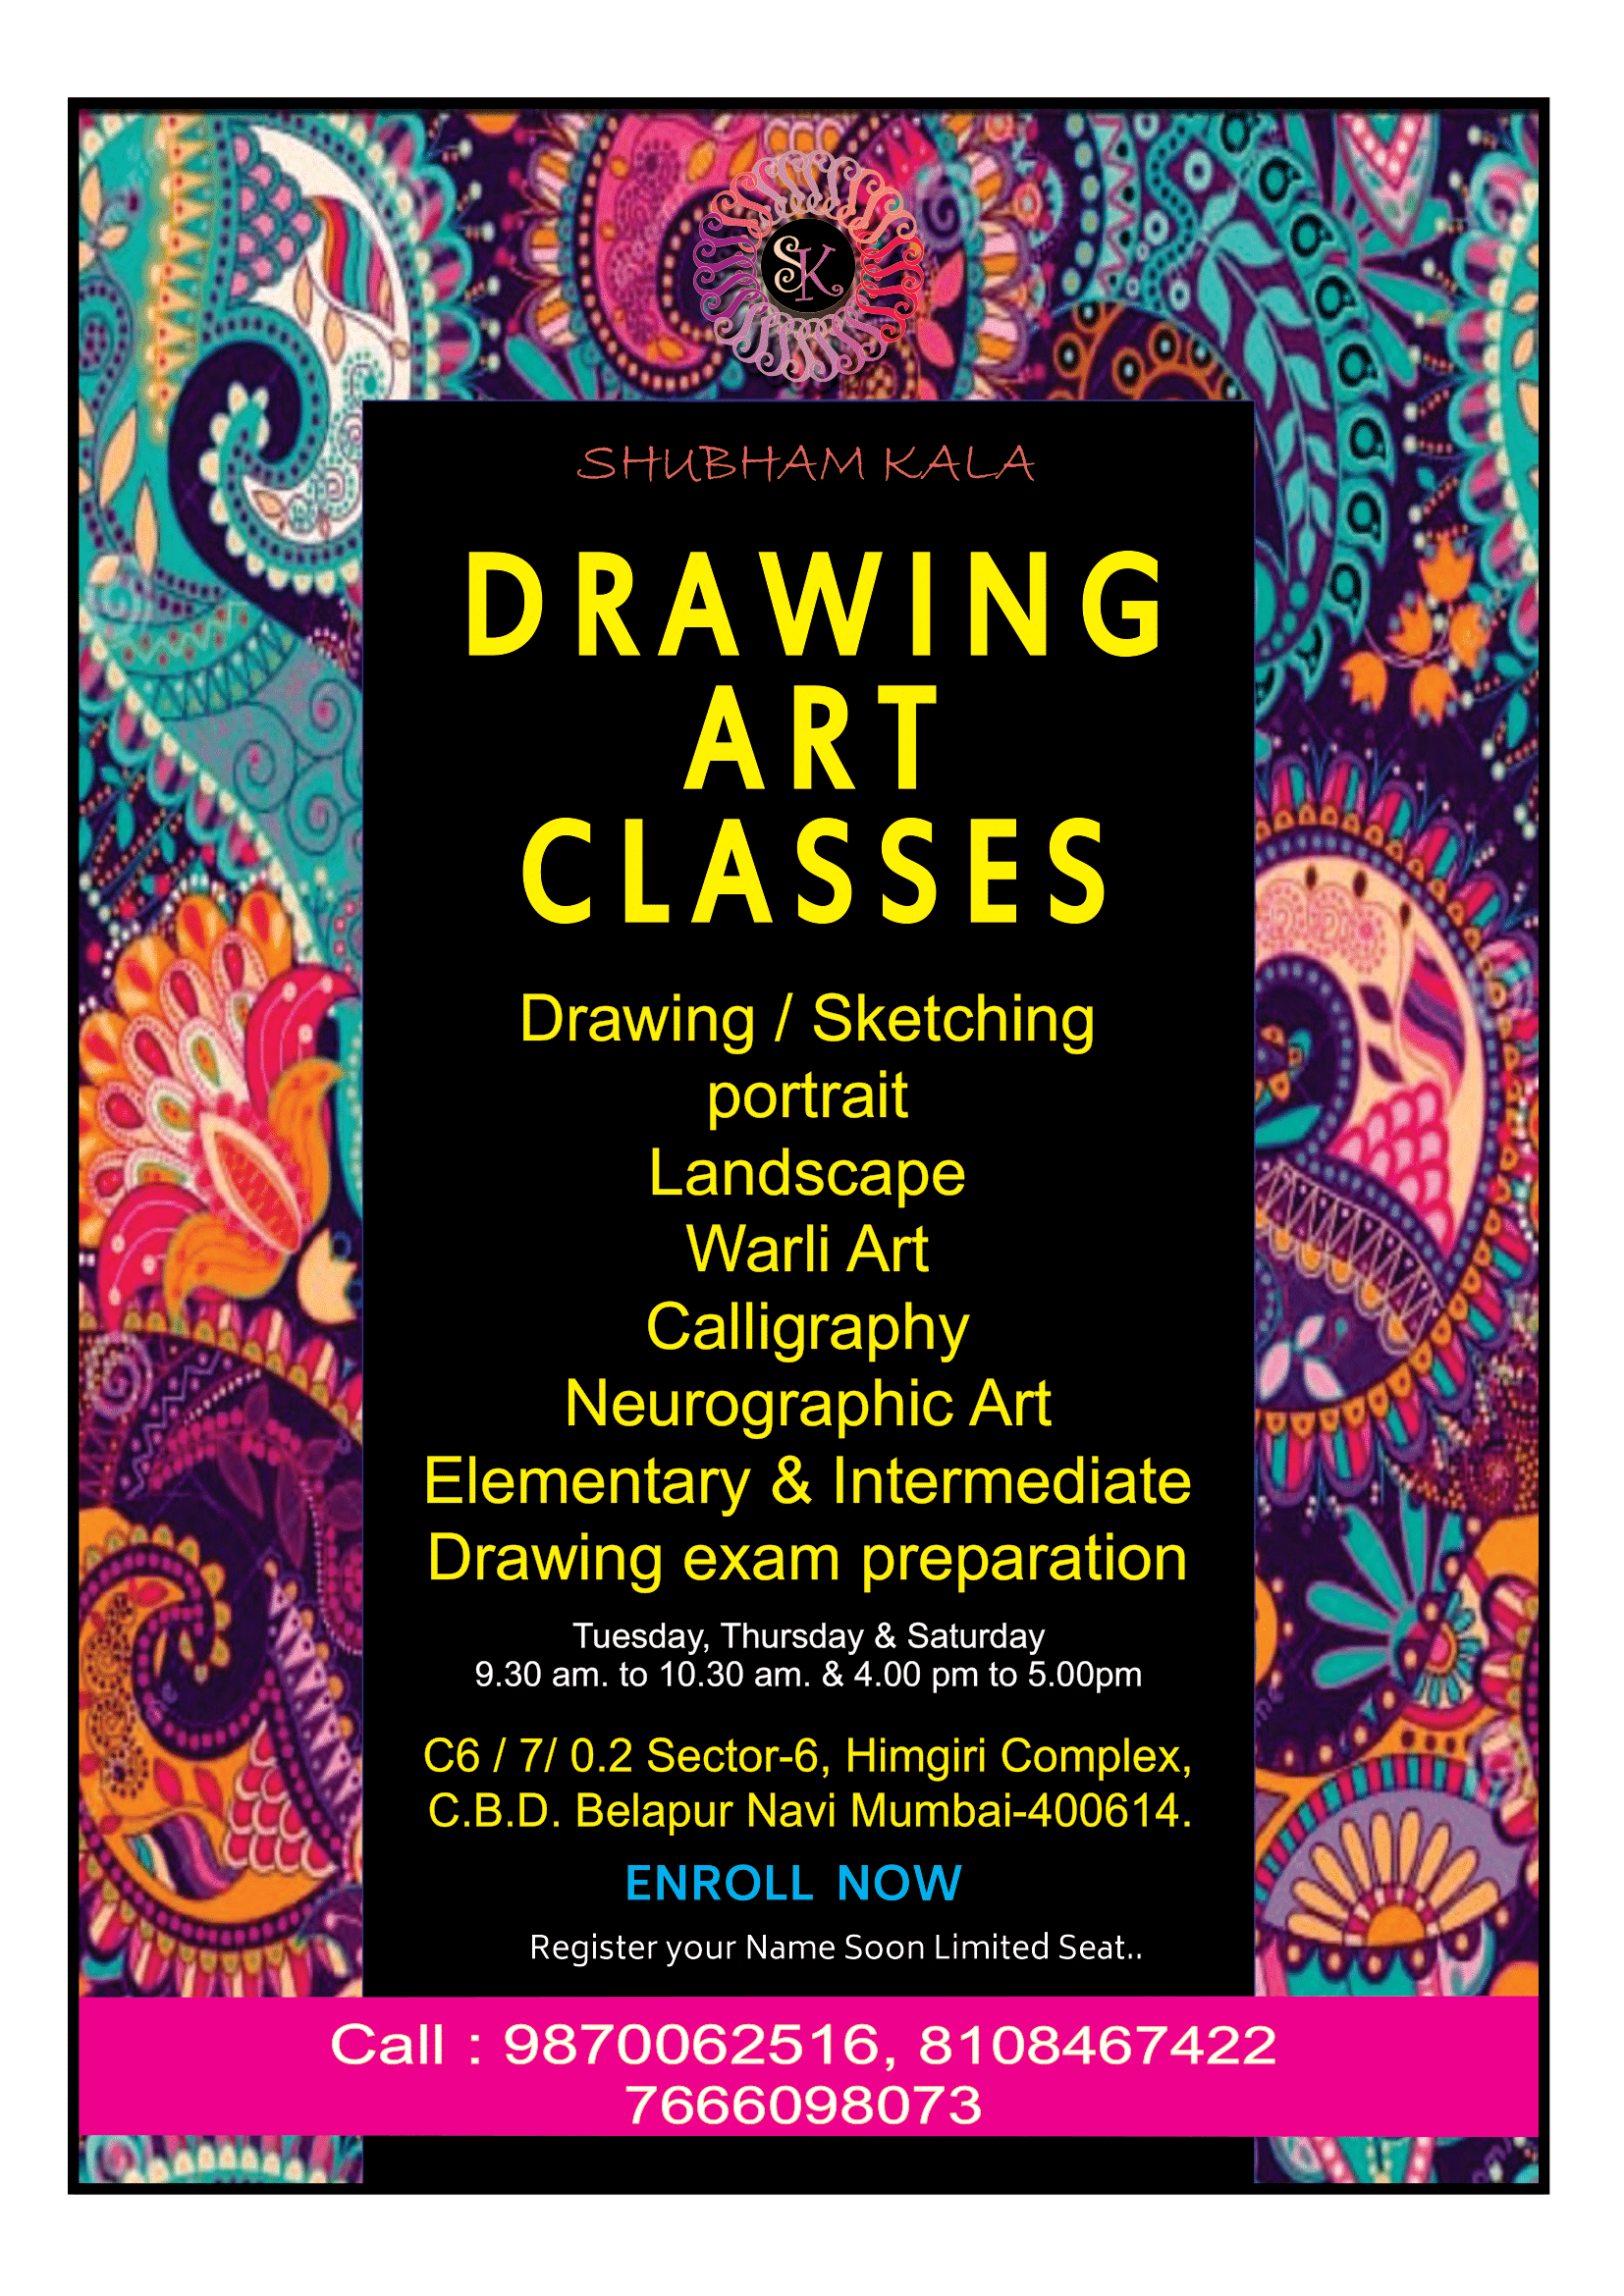 SK
SHUBHAM KALA
DRAWING
ART
CLASSES
Drawing / Sketching
portrait
Landscape
Warli Art
Calligraphy
Neurographic Art
Elementary & Intermediate
Drawing exam preparation
Tuesday, Thursday & Saturday
9.30 am. to 10.30 am. & 4.00 pm to 5.00pm
C6 / 7/ 0.2 Sector-6, Himgiri Complex,
C.B.D. Belapur Navi Mumbai-400614.
ENROLL NOW
Register your Name Soon Limited Seat..
Call : 9870062516, 8108467422
7666098073